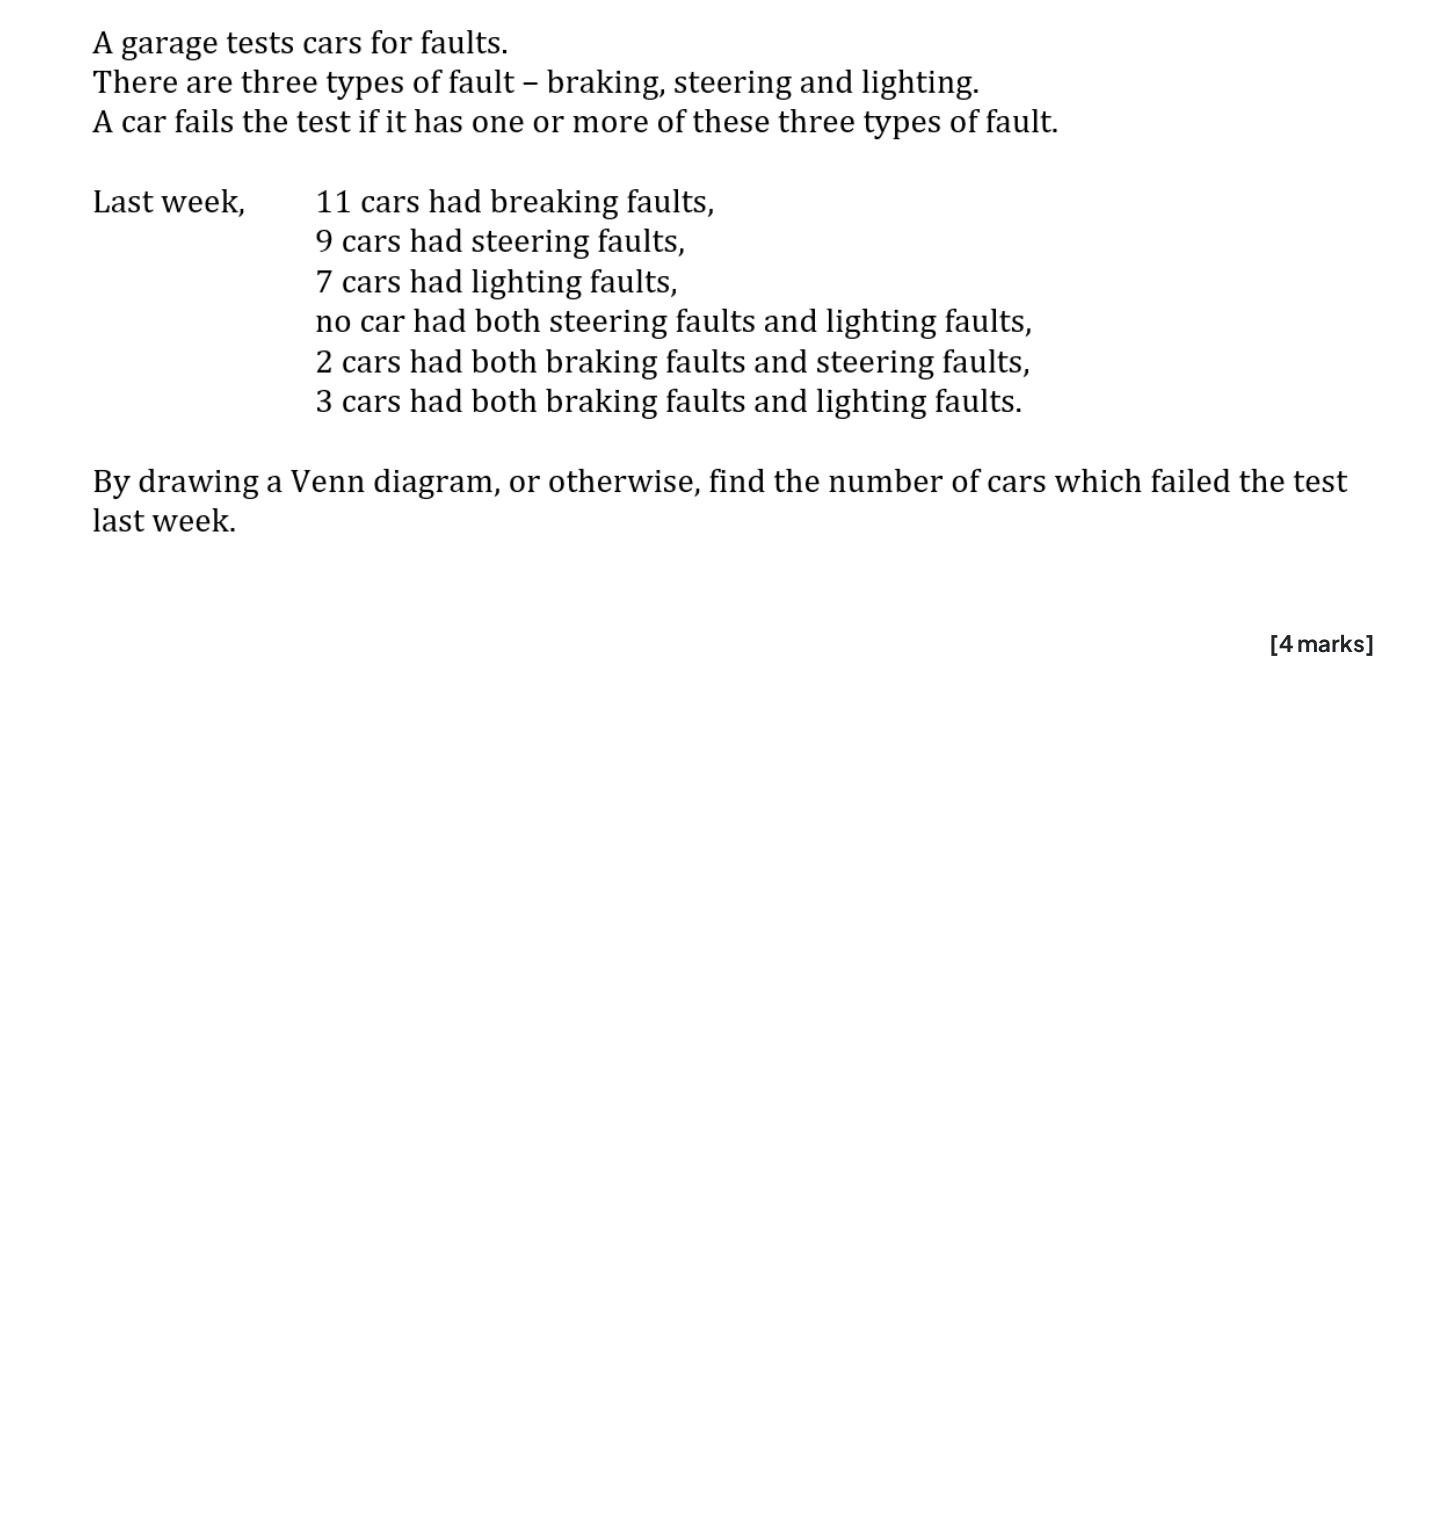 A garage tests cars for faults.
There are three types of fault – braking, steering and lighting.
A car fails the test if it has one or more of these three types of fault.
Last week, 11 cars had breaking faults,
9 cars had steering faults,
7 cars had lighting faults,
no car had both steering faults and lighting faults,
2 cars had both braking faults and steering faults,
3 cars had both braking faults and lighting faults.
By drawing a Venn diagram, or otherwise, find the number of cars which failed the test
last week.
[4 marks]